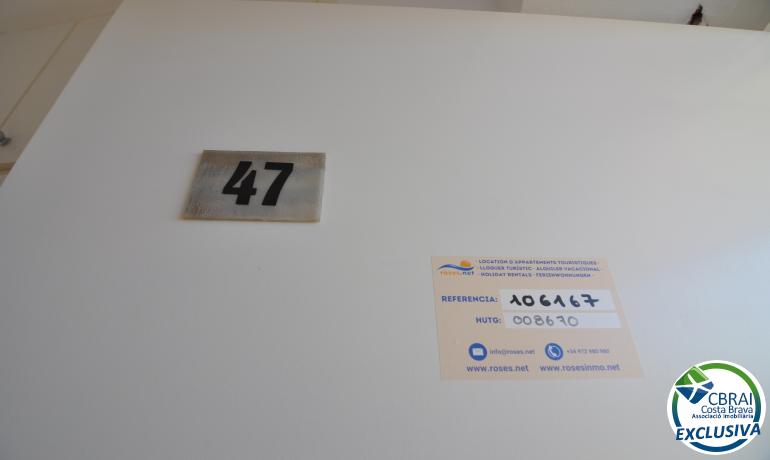 47
roses.net
· LOCATION D'APPARTEMENTS TOURISTIQUES ·
· LLOGUER TURÍSTIC · ALQUILER VACACIONAL ·
· HOLIDAY RENTALS · FERIENWOHNUNGEN ·
REFERENCIA: 106167
HUTG: 008670
info@roses.net +34 972 980 980
www.roses.net www.rosesinmo.net
CBRAI
Costa Brava
Associació Imobiliària
EXCLUSIVA